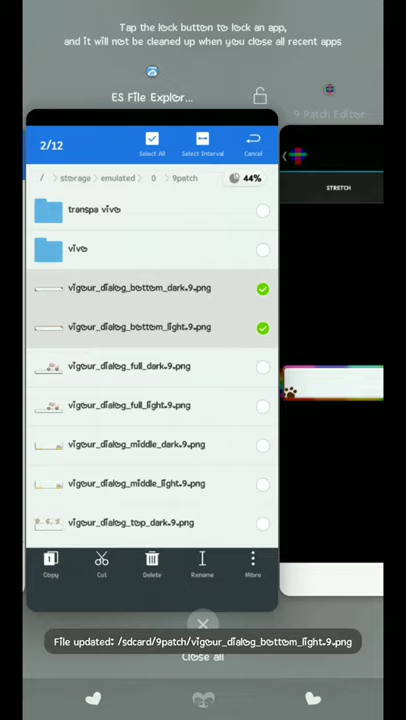 Tap the lock button to lock an app,
and it will not be cleaned up when you close all recent apps
ES File Explor...
9 Patch Editor
2/12
Select All
Select Interval
Cancel
/ storage emulated 0 9patch 44%
STRETCH
transpa vivo
vivo
vigour_dialog_bottom_dark.9.png
vigour_dialog_bottom_light.9.png
vigour_dialog_full_dark.9.png
vigour_dialog_full_light.9.png
vigour_dialog_middle_dark.9.png
vigour_dialog_middle_light.9.png
vigour_dialog_top_dark.9.png
1
Copy
Cut
Delete
Rename
More
File updated: /sdcard/9patch/vigour_dialog_bottom_light.9.png
Close all